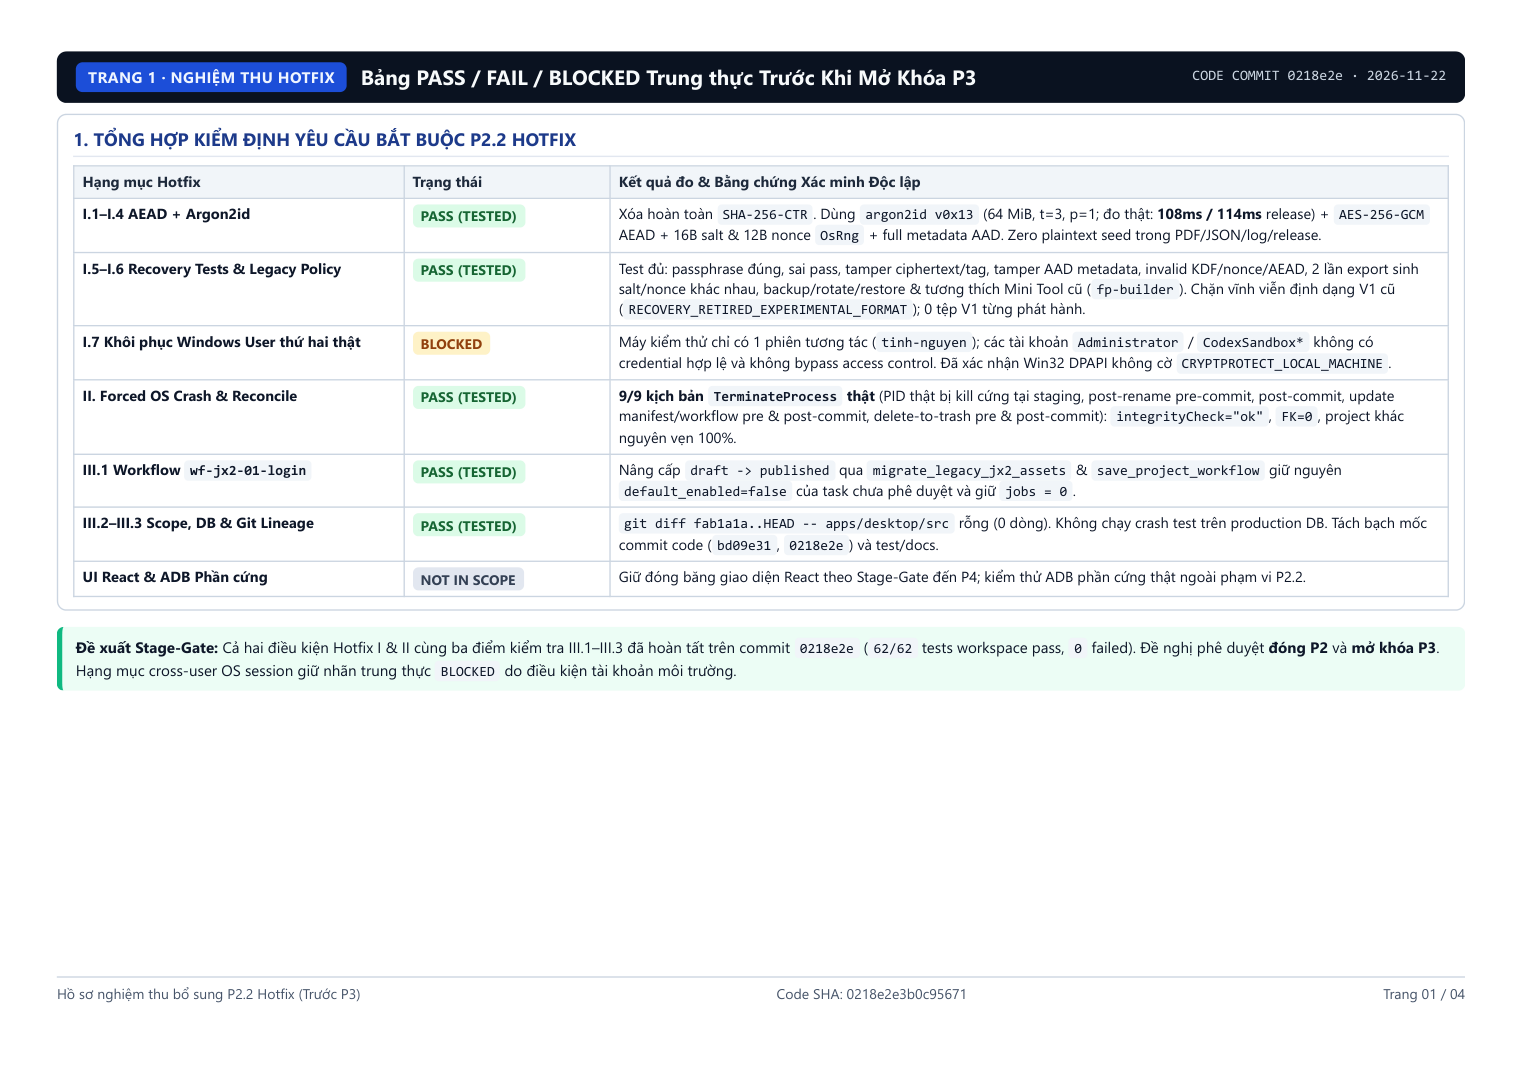 TRANG 1 · NGHIỆM THU HOTFIX
Bảng PASS / FAIL / BLOCKED Trung thực Trước Khi Mở Khóa P3
CODE COMMIT 0218e2e · 2026-11-22
1. TỔNG HỢP KIỂM ĐỊNH YÊU CẦU BẮT BUỘC P2.2 HOTFIX
Hạng mục Hotfix
Trạng thái
Kết quả đo & Bằng chứng Xác minh Độc lập
I.1–I.4 AEAD + Argon2id
PASS (TESTED)
Xóa hoàn toàn SHA-256-CTR . Dùng argon2id v0x13 (64 MiB, t=3, p=1; đo thật: 108ms / 114ms release) + AES-256-GCM
AEAD + 16B salt & 12B nonce OsRng + full metadata AAD. Zero plaintext seed trong PDF/JSON/log/release.
I.5–I.6 Recovery Tests & Legacy Policy
PASS (TESTED)
Test đủ: passphrase đúng, sai pass, tamper ciphertext/tag, tamper AAD metadata, invalid KDF/nonce/AEAD, 2 lần export sinh
salt/nonce khác nhau, backup/rotate/restore & tương thích Mini Tool cũ ( fp-builder ). Chặn vĩnh viễn định dạng V1 cũ
( RECOVERY_RETIRED_EXPERIMENTAL_FORMAT ); 0 tệp V1 từng phát hành.
I.7 Khôi phục Windows User thứ hai thật
BLOCKED
Máy kiểm thử chỉ có 1 phiên tương tác ( tinh-nguyen ); các tài khoản Administrator / CodexSandbox* không có
credential hợp lệ và không bypass access control. Đã xác nhận Win32 DPAPI không cờ CRYPTPROTECT_LOCAL_MACHINE .
II. Forced OS Crash & Reconcile
PASS (TESTED)
9/9 kịch bản TerminateProcess thật (PID thật bị kill cứng tại staging, post-rename pre-commit, post-commit, update
manifest/workflow pre & post-commit, delete-to-trash pre & post-commit): integrityCheck="ok" , FK=0 , project khác
nguyên vẹn 100%.
III.1 Workflow wf-jx2-01-login
PASS (TESTED)
Nâng cấp draft -> published qua migrate_legacy_jx2_assets & save_project_workflow giữ nguyên
default_enabled=false của task chưa phê duyệt và giữ jobs = 0 .
III.2–III.3 Scope, DB & Git Lineage
PASS (TESTED)
git diff fab1a1a..HEAD -- apps/desktop/src rỗng (0 dòng). Không chạy crash test trên production DB. Tách bạch mốc
commit code ( bd09e31 , 0218e2e ) và test/docs.
UI React & ADB Phần cứng
NOT IN SCOPE
Giữ đóng băng giao diện React theo Stage-Gate đến P4; kiểm thử ADB phần cứng thật ngoài phạm vi P2.2.
Đề xuất Stage-Gate: Cả hai điều kiện Hotfix I & II cùng ba điểm kiểm tra III.1–III.3 đã hoàn tất trên commit 0218e2e ( 62/62 tests workspace pass, 0 failed). Đề nghị phê duyệt đóng P2 và mở khóa P3.
Hạng mục cross-user OS session giữ nhãn trung thực BLOCKED do điều kiện tài khoản môi trường.
Hồ sơ nghiệm thu bổ sung P2.2 Hotfix (Trước P3)
Code SHA: 0218e2e3b0c95671
Trang 01 / 04